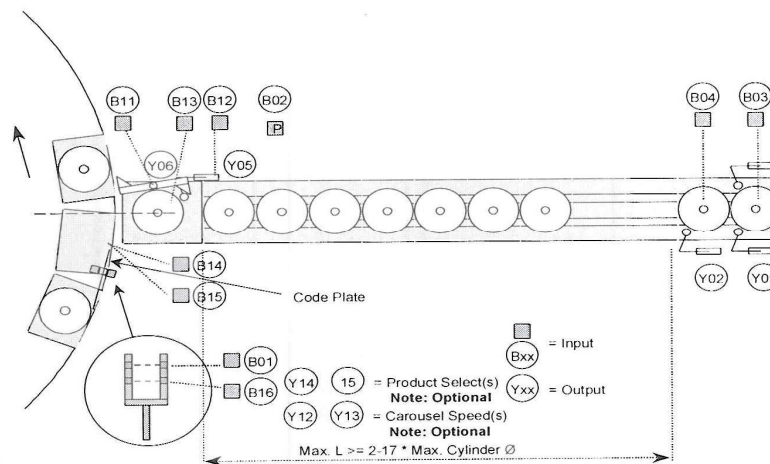 B11 B13 B12 B02 B04 B03
P
Y06 Y05
B14
B15
Code Plate
Y02
B01
B16
= Input
Bxx
Y14 15 = Product Select(s)
Note: Optional
Yxx = Output
Y12 Y13 = Carousel Speed(s)
Note: Optional
Max. L >= 2-17 * Max. Cylinder Ø